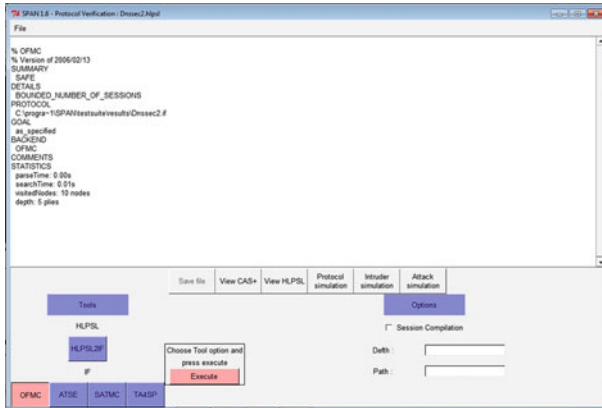 SPAN 1.6 - Protocol Verification : Dnssec2.hlpsl
File
% OFMC
% Version of 2006/02/13
SUMMARY
SAFE
DETAILS
BOUNDED_NUMBER_OF_SESSIONS
PROTOCOL
C:\progra~1\SPAN\testsuite\results\Dnssec2.if
GOAL
as_specified
BACKEND
OFMC
COMMENTS
STATISTICS
parseTime: 0.00s
searchTime: 0.01s
visitedNodes: 10 nodes
depth: 5 plies
Save file
View CAS+
View HLPSL
Protocol
simulation
Intruder
simulation
Attack
simulation
Tools
Options
HLPSL
Session Compilation
HLPSL2IF
Choose Tool option and
press execute
Execute
Defth :
IF
Path :
OFMC
ATSE
SATMC
TA4SP